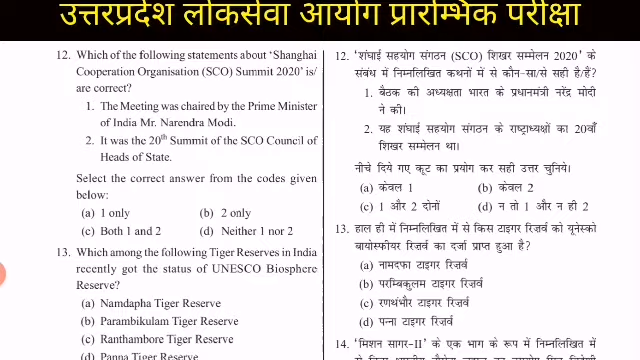 उत्तरप्रदेश लोकसेवा आयोग प्रारम्भिक परीक्षा
12. Which of the following statements about 'Shanghai
Cooperation Organisation (SCO) Summit 2020' is/
are correct?
1. The Meeting was chaired by the Prime Minister
of India Mr. Narendra Modi.
2. It was the 20th Summit of the SCO Council of
Heads of State.
Select the correct answer from the codes given
below:
(a) 1 only (b) 2 only
(c) Both 1 and 2 (d) Neither 1 nor 2
13. Which among the following Tiger Reserves in India
recently got the status of UNESCO Biosphere
Reserve?
(a) Namdapha Tiger Reserve
(b) Parambikulam Tiger Reserve
(c) Ranthambore Tiger Reserve
(d) Panna Tiger Reserve
12. 'शंघाई सहयोग संगठन (SCO) शिखर सम्मेलन 2020' के
संबंध में निम्नलिखित कथनों में से कौन-सा/से सही है/हैं?
1. बैठक की अध्यक्षता भारत के प्रधानमंत्री नरेंद्र मोदी
ने की।
2. यह शंघाई सहयोग संगठन के राष्ट्राध्यक्षों का 20वाँ
शिखर सम्मेलन था।
नीचे दिये गए कूट का प्रयोग कर सही उत्तर चुनिये।
(a) केवल 1 (b) केवल 2
(c) 1 और 2 दोनों (d) न तो 1 और न ही 2
13. हाल ही में निम्नलिखित में से किस टाइगर रिज़र्व को यूनेस्को
बायोस्फीयर रिज़र्व का दर्जा प्राप्त हुआ है?
(a) नामदफा टाइगर रिज़र्व
(b) परम्बिकुलम टाइगर रिज़र्व
(c) रणथंभौर टाइगर रिज़र्व
(d) पन्ना टाइगर रिज़र्व
14. 'मिशन सागर-II' के एक भाग के रूप में निम्नलिखित में